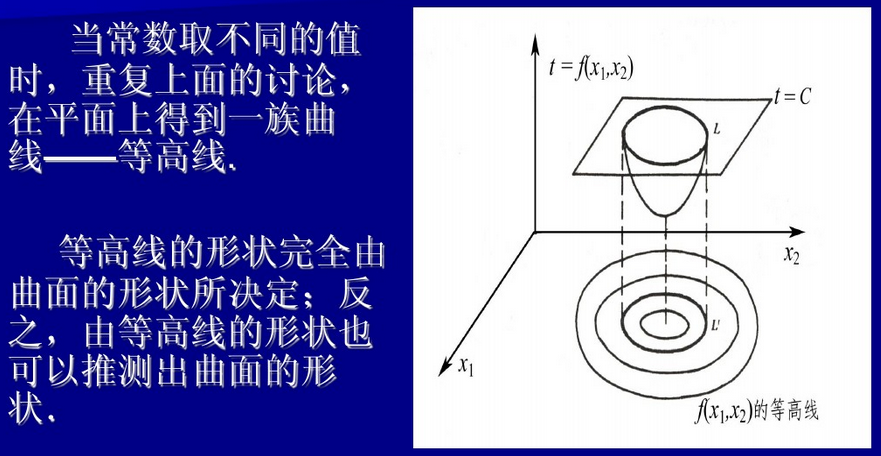 当常数取不同的值
时，重复上面的讨论，
在平面上得到一族曲
线——等高线.
等高线的形状完全由
曲面的形状所决定；反
之，由等高线的形状也
可以推测出曲面的形
状.
t=f(x₁,x₂)
t=C
L
x₂
L'
x₁
f(x₁,x₂)的等高线